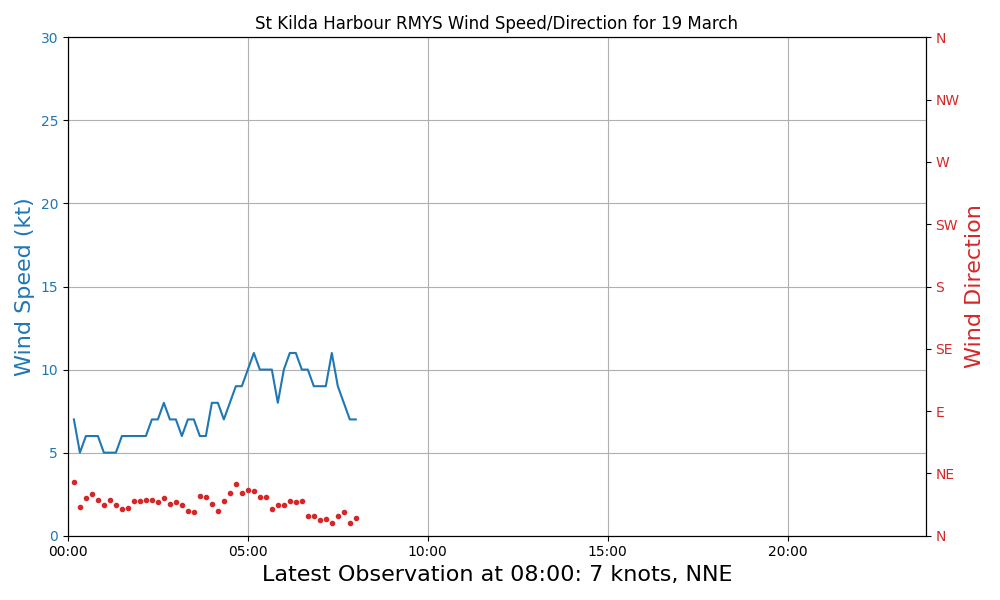 St Kilda Harbour RMYS Wind Speed/Direction for 19 March
Wind Speed (kt)
30
25
20
15
10
5
0
N
NW
W
SW
S
SE
E
NE
N
Wind Direction
00:00 05:00 10:00 15:00 20:00
Latest Observation at 08:00: 7 knots, NNE